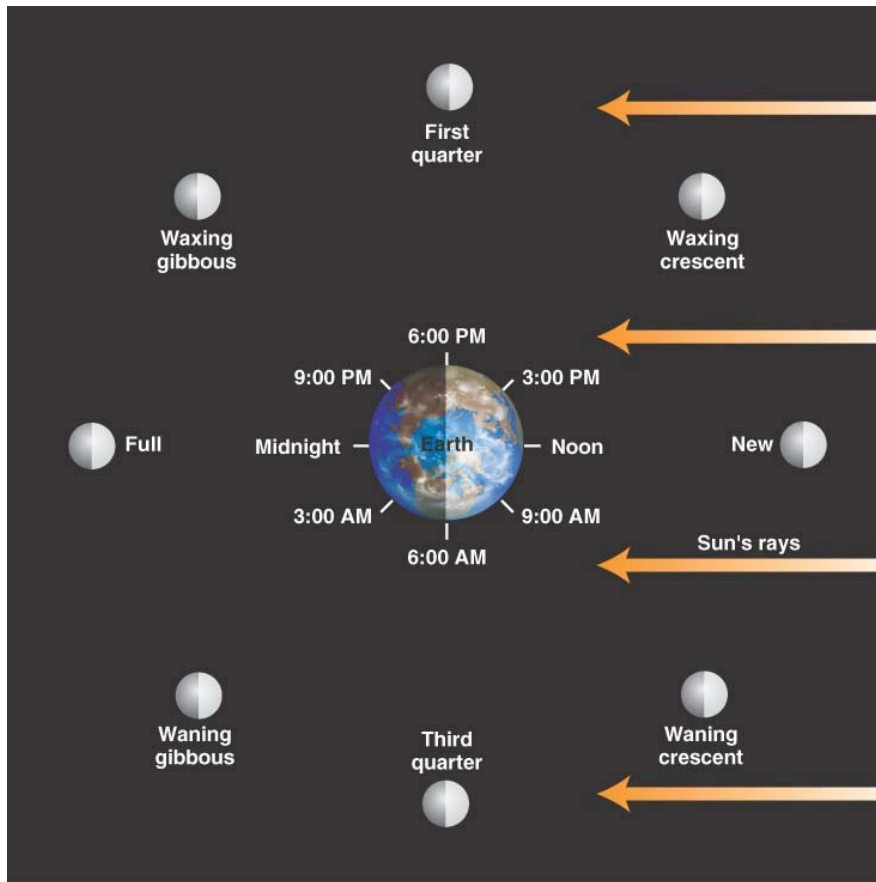 First
quarter
Waxing
gibbous
Waxing
crescent
6:00 PM
9:00 PM
3:00 PM
Full
Midnight
Earth
Noon
New
3:00 AM
9:00 AM
6:00 AM
Sun's rays
Waning
gibbous
Third
quarter
Waning
crescent